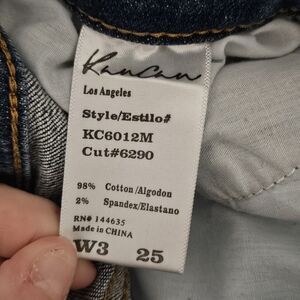 KanCan
Los Angeles
Style/Estilo#
KC6012M
Cut#6290
98% Cotton/Algodon
2% Spandex/Elastano
RN# 144635
Made in CHINA
W3 25